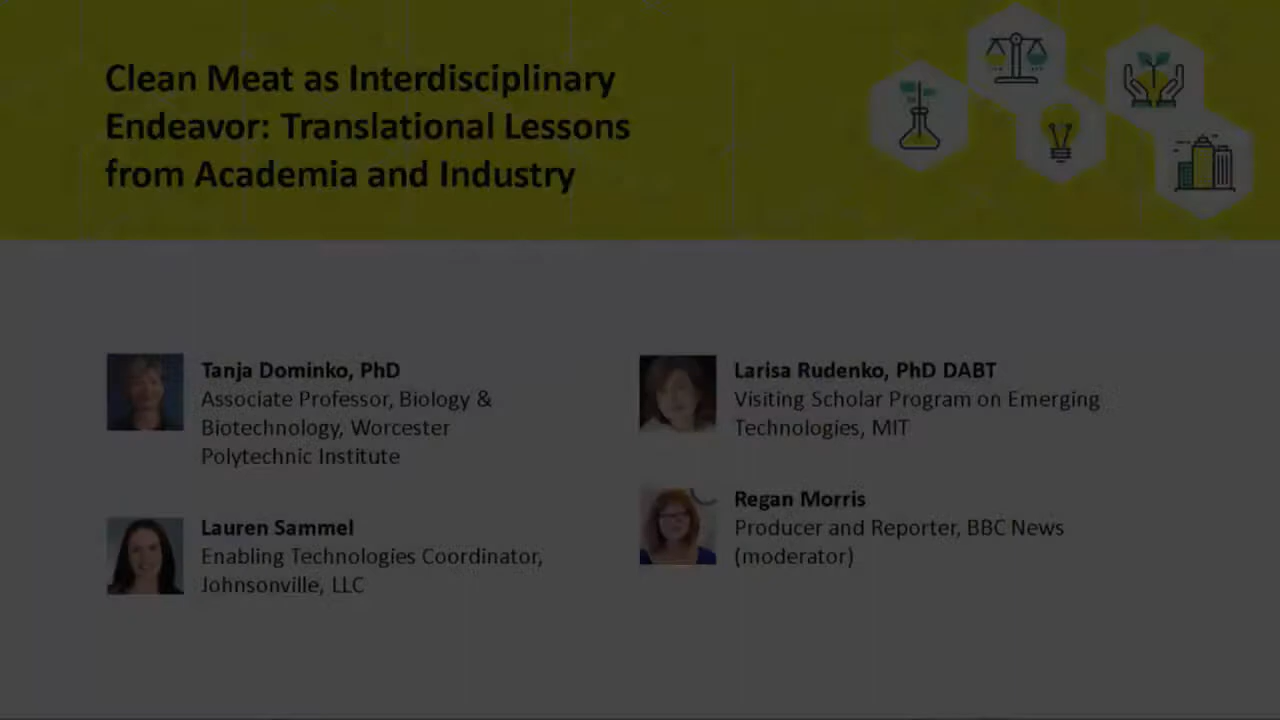 Clean Meat as Interdisciplinary
Endeavor: Translational Lessons
from Academia and Industry
Tanja Dominko, PhD
Associate Professor, Biology &
Biotechnology, Worcester
Polytechnic Institute
Lauren Sammel
Enabling Technologies Coordinator,
Johnsonville, LLC
Larisa Rudenko, PhD DABT
Visiting Scholar Program on Emerging
Technologies, MIT
Regan Morris
Producer and Reporter, BBC News
(moderator)